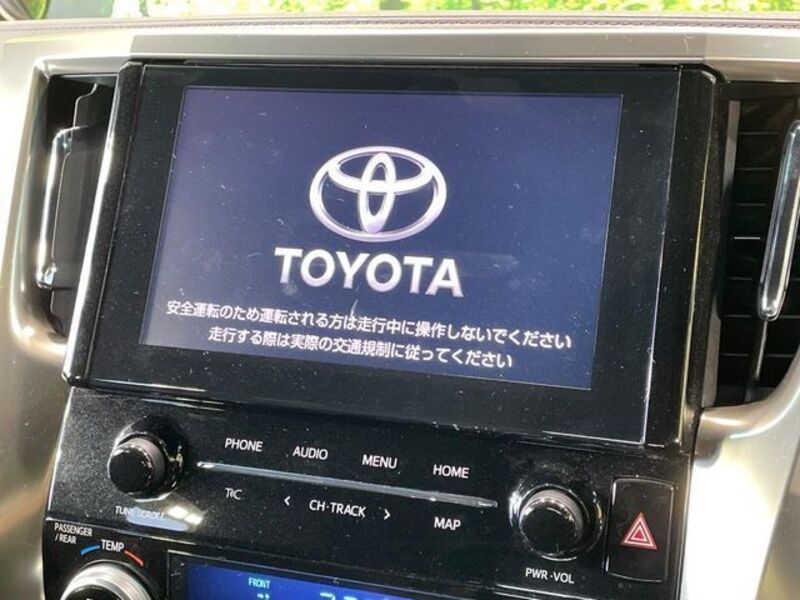 TOYOTA
安全運転のため運転される方は走行中に操作しないでください
走行する際は実際の交通規制に従ってください
PHONE AUDIO MENU HOME
TUNE·SCROLL T℃ < CH·TRACK > MAP
PWR·VOL
PASSENGER
/REAR
TEMP
FRONT